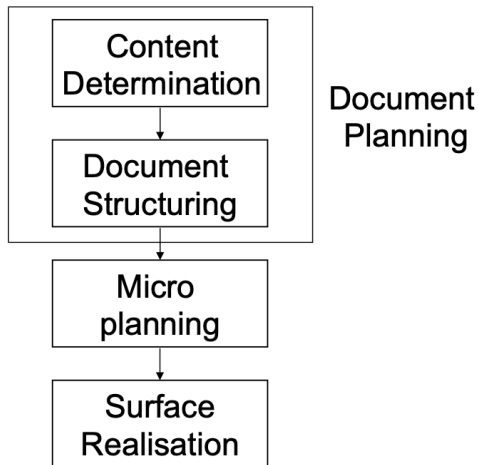 Content
Determination
Document
Planning
Document
Structuring
Micro
planning
Surface
Realisation